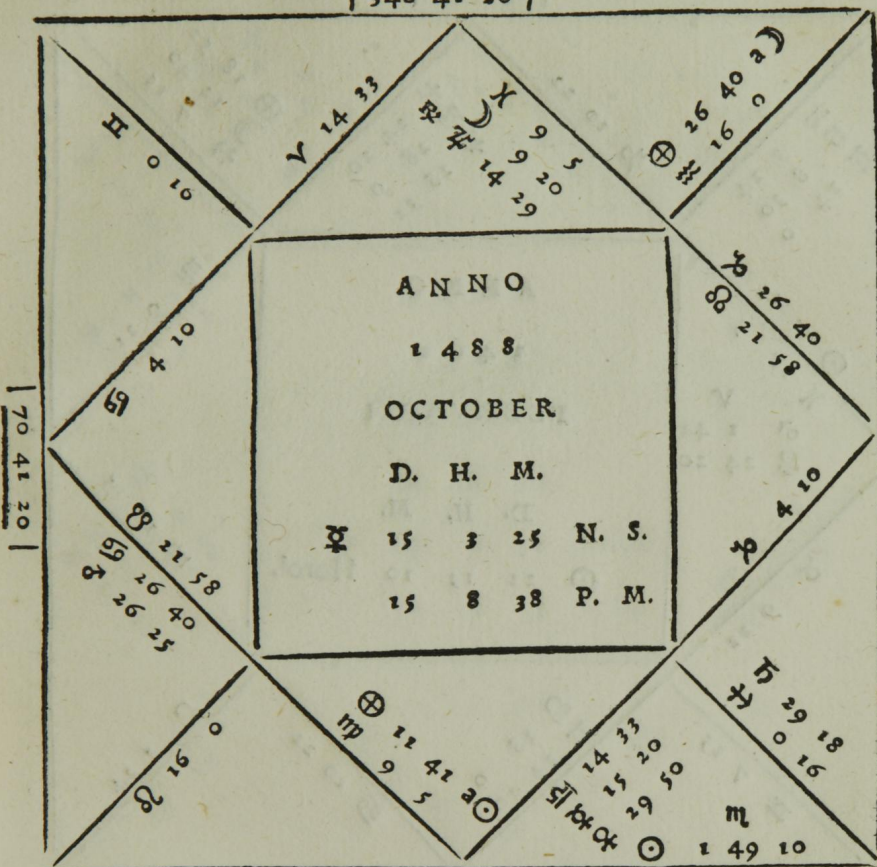 ♊ 0 10
♈ 14 33
♓ 9 5
☽ 9 20
℞ ♃ 14 29
⊗ 26 40 a ☽
♒ 16 0
♑ 26 40
☊ 21 58
♋ 4 10
70 41 20
ANNO
1488
OCTOBER
D. H. M.
☿ 15 3 25 N. S.
15 8 38 P. M.
♑ 4 10
☋ 21 58
♋ 26 40
♂ 26 25
♌ 16 0
⊗ 11 41 a ☉
♍ 9 5
♎ 14 33
☿ 15 20
♀ 29 50
♏
☉ 1 49 10
♄ 29 18
♐ 0 16